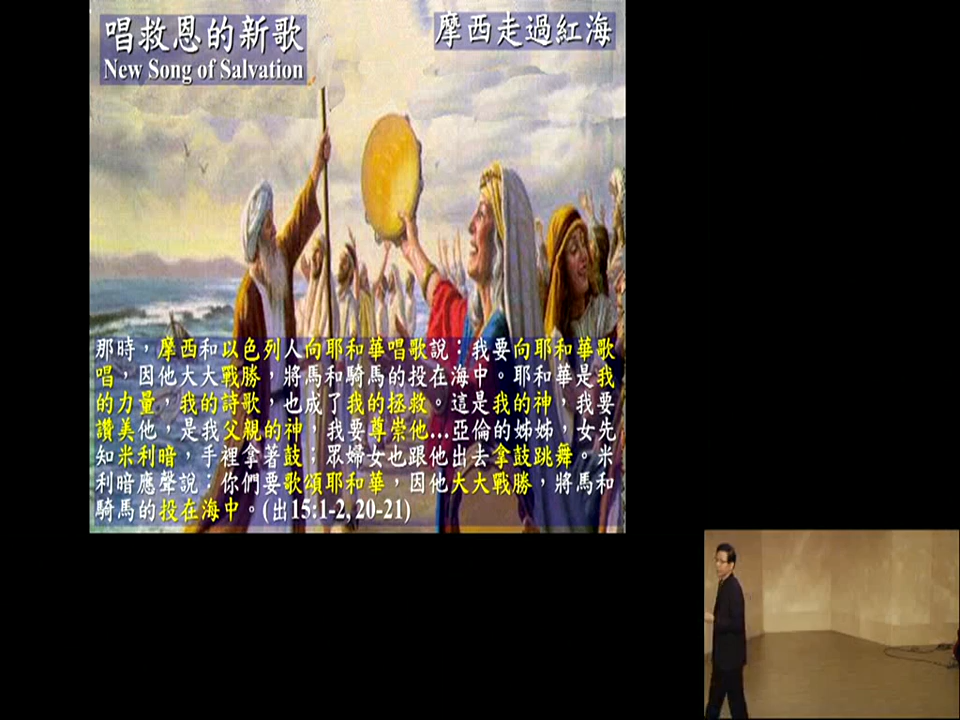 唱救恩的新歌
New Song of Salvation
摩西走過紅海
那時，摩西和以色列人向耶和華唱歌說：我要向耶和華歌
唱，因他大大戰勝，將馬和騎馬的投在海中。耶和華是我
的力量，我的詩歌，也成了我的拯救。這是我的神，我要
讚美他，是我父親的神，我要尊崇他…亞倫的姊姊，女先
知米利暗，手裡拿著鼓；眾婦女也跟他出去拿鼓跳舞。米
利暗應聲說：你們要歌頌耶和華，因他大大戰勝，將馬和
騎馬的投在海中。(出15:1-2, 20-21)